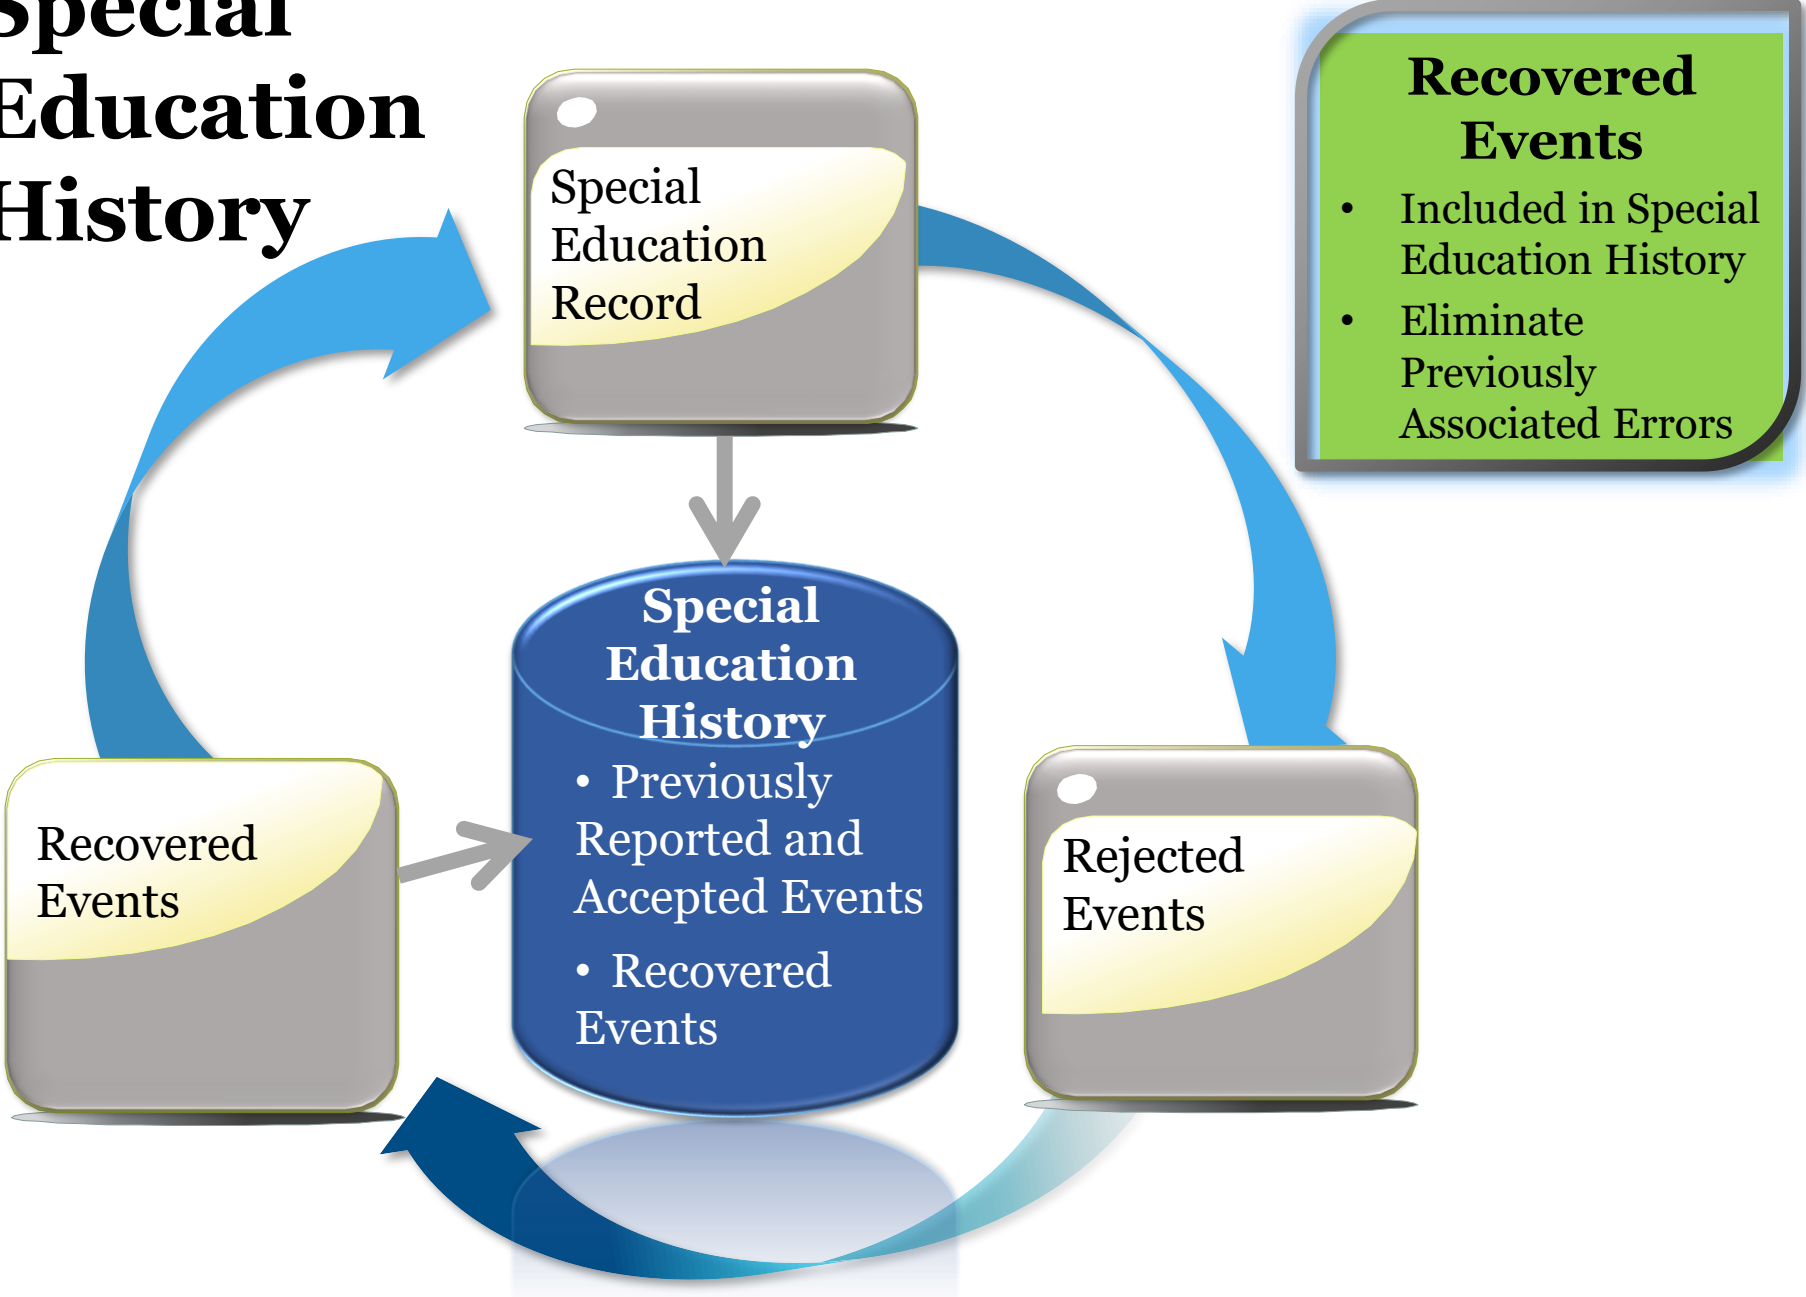 Special
Education
History
Special
Education
Record
Recovered
Events
• Included in Special
Education History
• Eliminate
Previously
Associated Errors
Special
Education
History
• Previously
Reported and
Accepted Events
• Recovered
Events
Recovered
Events
Rejected
Events